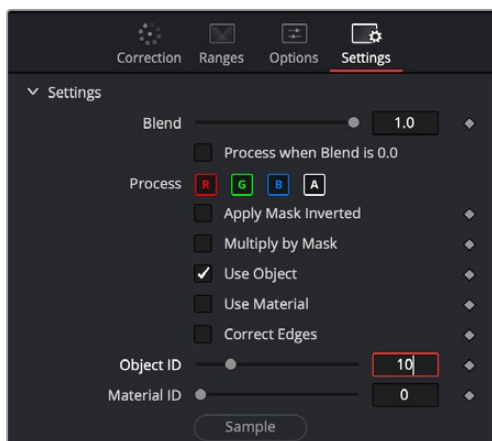 Correction Ranges Options Settings
Settings
Blend 1.0
Process when Blend is 0.0
Process R G B A
Apply Mask Inverted
Multiply by Mask
Use Object
Use Material
Correct Edges
Object ID 10
Material ID 0
Sample